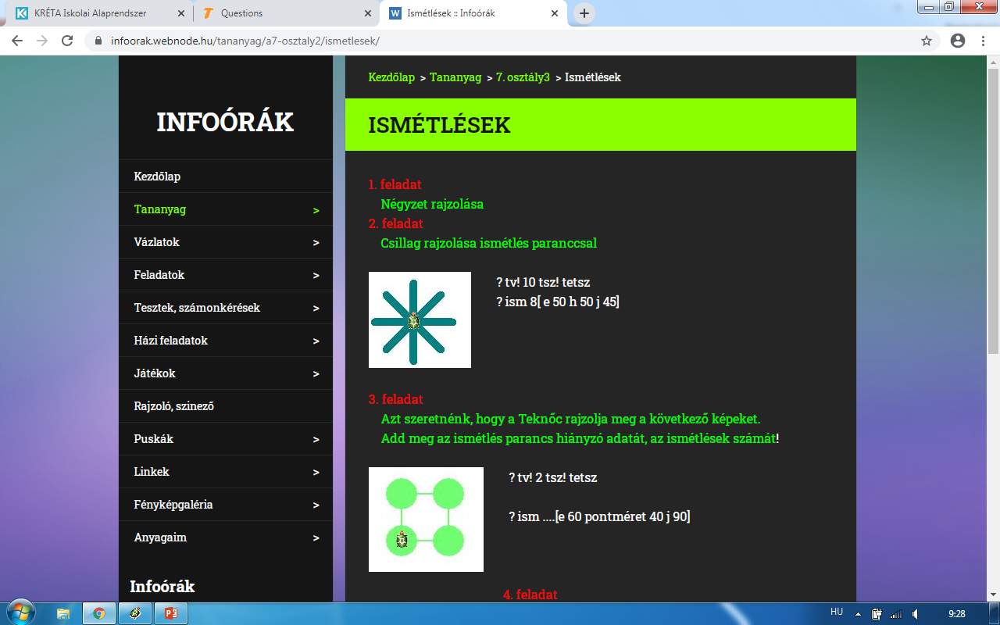 KRÉTA Iskolai Alaprendszer
Questions
Ismétlések :: Infoórák
infoorak.webnode.hu/tananyag/a7-osztaly2/ismetlesek/
INFOÓRÁK
Kezdőlap
Tananyag >
Vázlatok >
Feladatok >
Tesztek, számonkérések >
Házi feladatok >
Játékok >
Rajzoló, szinező
Puskák >
Linkek >
Fényképgaléria >
Anyagaim >
Infoórák
Kezdőlap > Tananyag > 7. osztály3 > Ismétlések
ISMÉTLÉSEK
1. feladat
Négyzet rajzolása
2. feladat
Csillag rajzolása ismétlés paranccsal
? tv! 10 tsz! tetsz
? ism 8[ e 50 h 50 j 45]
3. feladat
Azt szeretnénk, hogy a Teknőc rajzolja meg a következő képeket.
Add meg az ismétlés parancs hiányzó adatát, az ismétlések számát!
? tv! 2 tsz! tetsz
? ism ....[e 60 pontméret 40 j 90]
4. feladat
HU
9:28